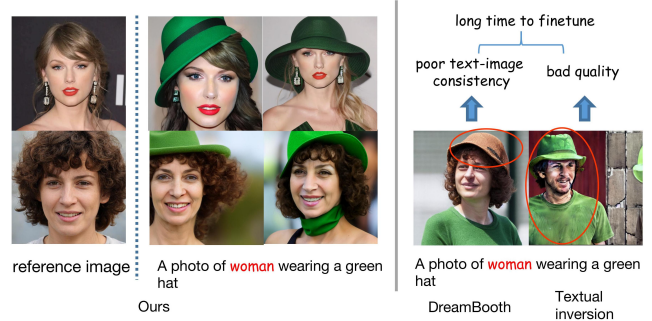 long time to finetune
poor text-image
consistency
bad quality
reference image
A photo of woman wearing a green
hat
Ours
A photo of woman wearing a green
hat
DreamBooth
Textual
inversion